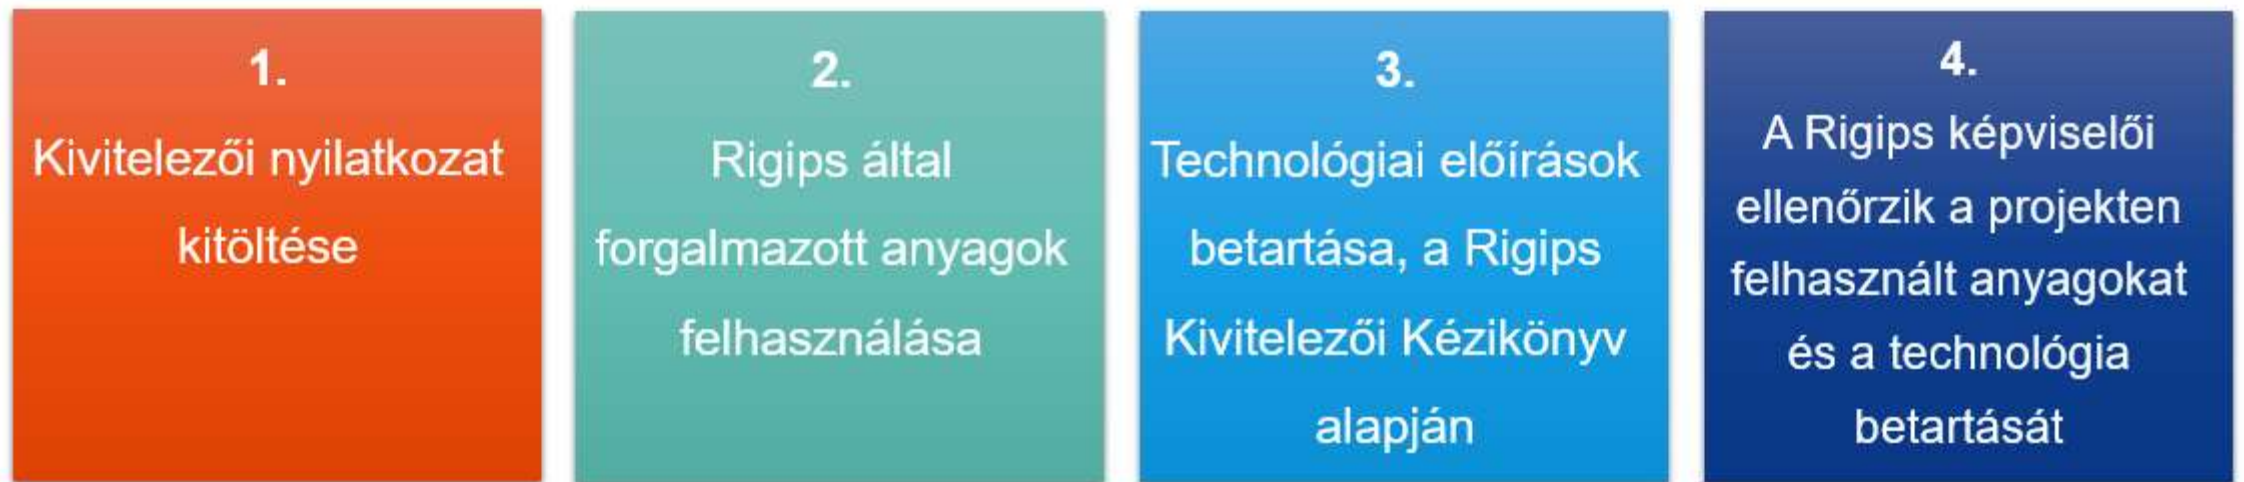 1.
Kivitelezői nyilatkozat
kitöltése
2.
Rigips által
forgalmazott anyagok
felhasználása
3.
Technológiai előírások
betartása, a Rigips
Kivitelezői Kézikönyv
alapján
4.
A Rigips képviselői
ellenőrzik a projekten
felhasznált anyagokat
és a technológia
betartását